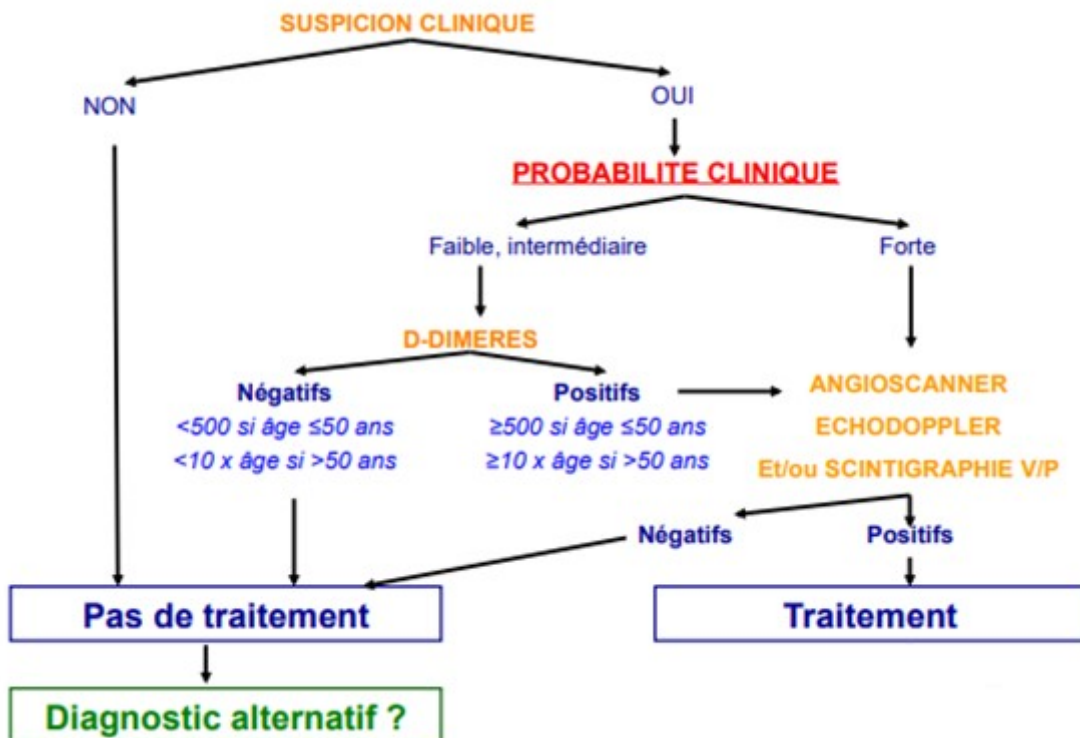 SUSPICION CLINIQUE
NON
OUI
PROBABILITE CLINIQUE
Faible, intermédiaire
Forte
D-DIMERES
Négatifs
<500 si âge ≤50 ans
<10 x âge si >50 ans
Positifs
≥500 si âge ≤50 ans
≥10 x âge si >50 ans
ANGIOSCANNER
ECHODOPPLER
Et/ou SCINTIGRAPHIE V/P
Négatifs
Positifs
Pas de traitement
Traitement
Diagnostic alternatif ?